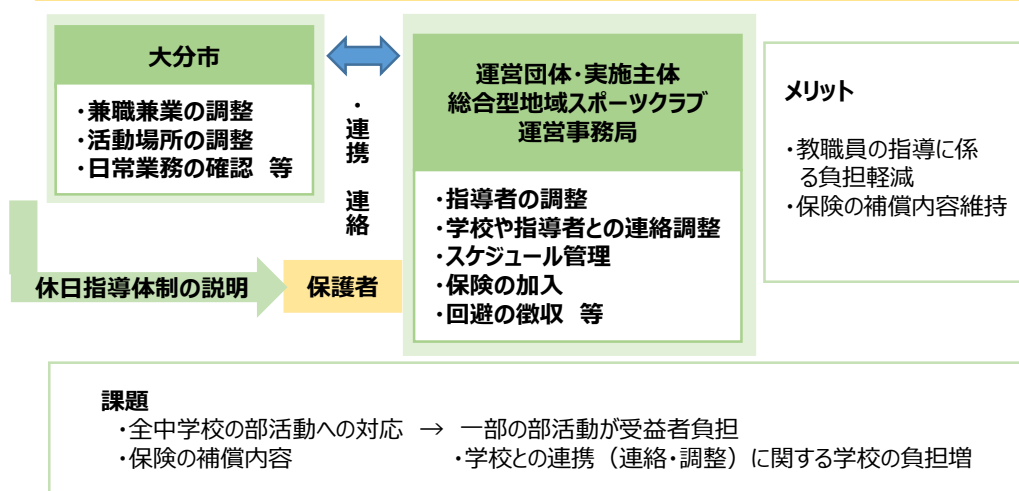 大分市
・兼職兼業の調整
・活動場所の調整
・日常業務の確認 等
・連携 連絡
運営団体・実施主体
総合型地域スポーツクラブ
運営事務局
・指導者の調整
・学校や指導者との連絡調整
・スケジュール管理
・保険の加入
・回避の徴収 等
メリット
・教職員の指導に係
る負担軽減
・保険の補償内容維持
休日指導体制の説明
保護者
課題
・全中学校の部活動への対応 → 一部の部活動が受益者負担
・保険の補償内容 ・学校との連携（連絡・調整）に関する学校の負担増